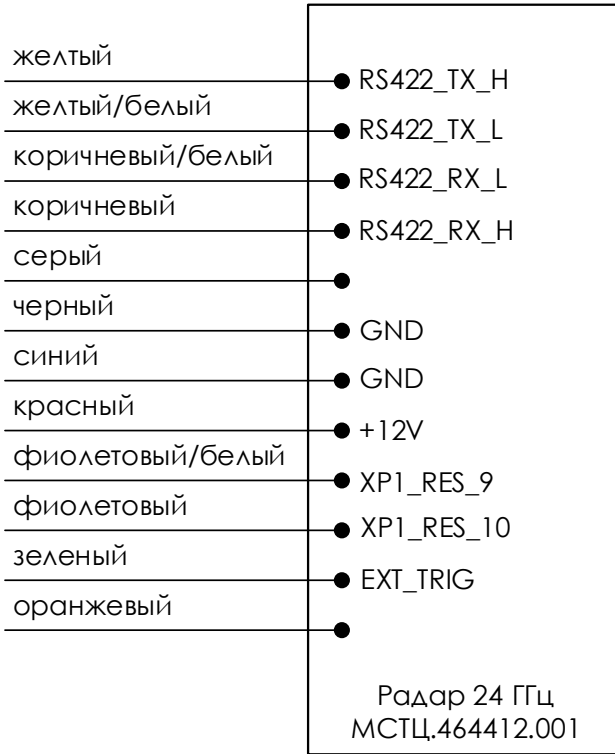 желтый
RS422_TX_H
желтый/белый
RS422_TX_L
коричневый/белый
RS422_RX_L
коричневый
RS422_RX_H
серый
черный
GND
синий
GND
красный
+12V
фиолетовый/белый
XP1_RES_9
фиолетовый
XP1_RES_10
зеленый
EXT_TRIG
оранжевый
Радар 24 ГГц
МСТЦ.464412.001